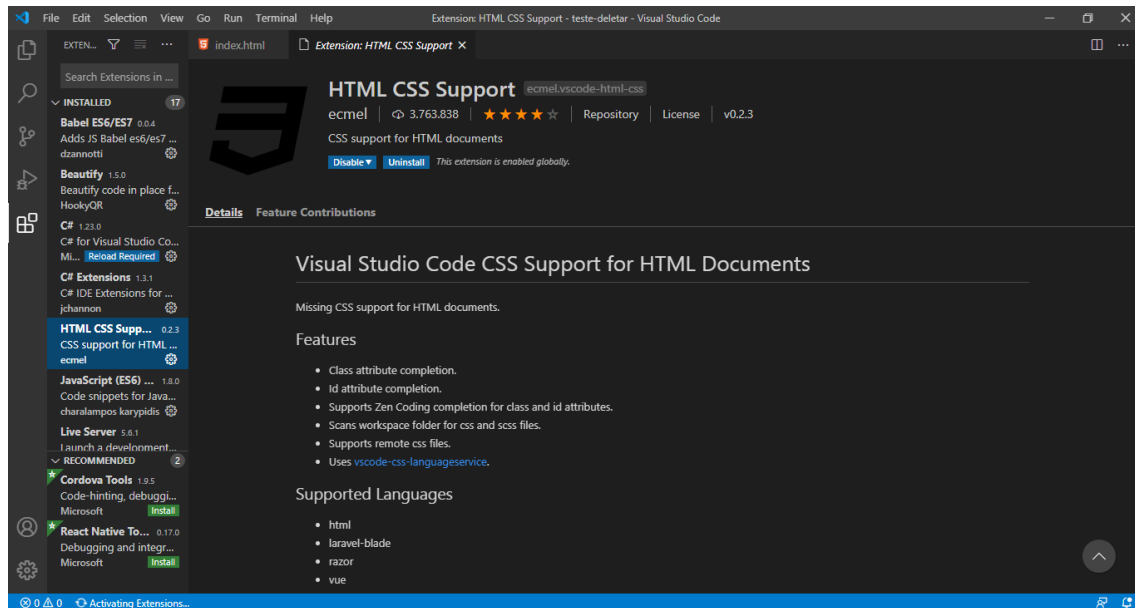 File Edit Selection View Go Run Terminal Help Extension: HTML CSS Support - teste-deletar - Visual Studio Code
EXTEN...
Search Extensions in ...
INSTALLED 17
Babel ES6/ES7 0.0.4
Adds JS Babel es6/es7 ...
dzannotti
Beautify 1.5.0
Beautify code in place f...
HookyQR
C# 1.23.0
C# for Visual Studio Co...
Mi... Reload Required
C# Extensions 1.3.1
C# IDE Extensions for ...
jchannon
HTML CSS Supp... 0.2.3
CSS support for HTML ...
ecmel
JavaScript (ES6) ... 1.8.0
Code snippets for Java...
charalampos karypidis
Live Server 5.6.1
Launch a development...
RECOMMENDED 2
Cordova Tools 1.9.5
Code-hinting, debuggi...
Microsoft Install
React Native To... 0.17.0
Debugging and integr...
Microsoft Install
index.html Extension: HTML CSS Support
HTML CSS Support ecmel.vscode-html-css
ecmel 3.763.838 Repository License v0.2.3
CSS support for HTML documents
Disable Uninstall This extension is enabled globally.
Details Feature Contributions
Visual Studio Code CSS Support for HTML Documents
Missing CSS support for HTML documents.
Features
Class attribute completion.
Id attribute completion.
Supports Zen Coding completion for class and id attributes.
Scans workspace folder for css and scss files.
Supports remote css files.
Uses vscode-css-languageservice.
Supported Languages
html
laravel-blade
razor
vue
0 0 Activating Extensions...